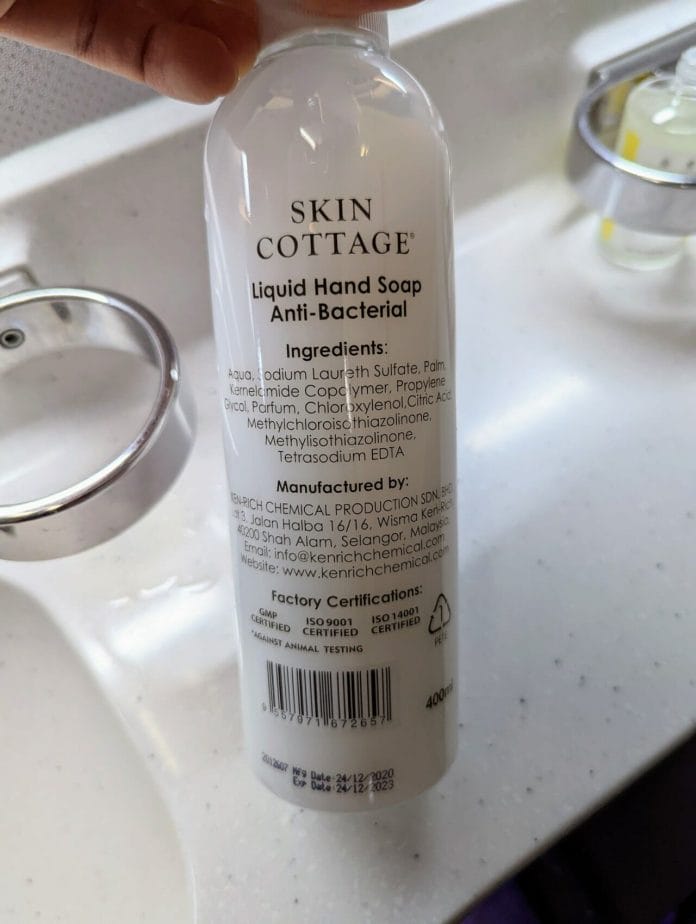 SKIN
COTTAGE®
Liquid Hand Soap
Anti-Bacterial
Ingredients:
Aqua, Sodium Laureth Sulfate, Palm
Kernelamide Copolymer, Propylene
Glycol, Parfum, Chloroxylenol,Citric Acid
Methylchloroisothiazolinone,
Methylisothiazolinone,
Tetrasodium EDTA
Manufactured by:
KEN-RICH CHEMICAL PRODUCTION SDN. BHD
Lot 3, Jalan Halba 16/16, Wisma Ken-Rich
40200 Shah Alam, Selangor, Malaysia.
Email: info@kenrichchemical.com
Website: www.kenrichchemical.com
Factory Certifications:
GMP CERTIFIED
ISO 9001 CERTIFIED
ISO 14001 CERTIFIED
1
PETE
*AGAINST ANIMAL TESTING
9 557971 672657
400ml
2012607 Mfg Date:24/12/2020
Exp Date:24/12/2023